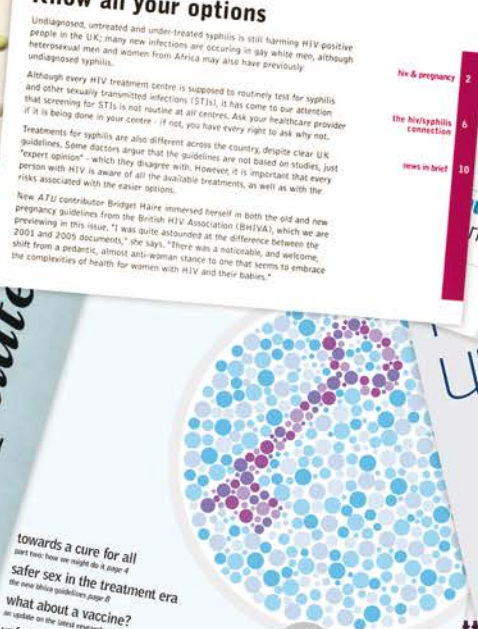 Know all your options
Undiagnosed, untreated and under-treated syphilis is still harming HIV-positive
people in the UK; many new infections are occuring in gay white men, although
heterosexual men and women from Africa may also have previously
undiagnosed syphilis.
Although every HIV treatment centre is supposed to routinely test for syphilis
and other sexually transmitted infections (STIs), it has come to our attention
that screening for STIs is not routine at all centres. Ask your healthcare provider
if it is being done in your centre - if not, you have every right to ask why not.
Treatments for syphilis are also different across the country, despite clear UK
guidelines. Some doctors argue that the guidelines are not based on studies, just
"expert opinion" - which they disagree with. However, it is important that every
person with HIV is aware of all the available treatments, as well as with the
risks associated with the easier options.
New ATU contributor Bridget Haire immersed herself in both the old and new
pregnancy guidelines from the British HIV Association (BHIVA), which we are
previewing in this issue. "I was quite astounded at the difference between the
2001 and 2005 documents," she says. "There was a noticeable, and welcome,
shift from a pedantic, almost anti-woman stance to one that seems to embrace
the complexities of health for women with HIV and their babies."
hiv & pregnancy 2
the hiv/syphilis
connection 6
news in brief 10
towards a cure for all
part two: how we might do it page 4
safer sex in the treatment era
the new bhiva guidelines page 8
what about a vaccine?
an update on the latest